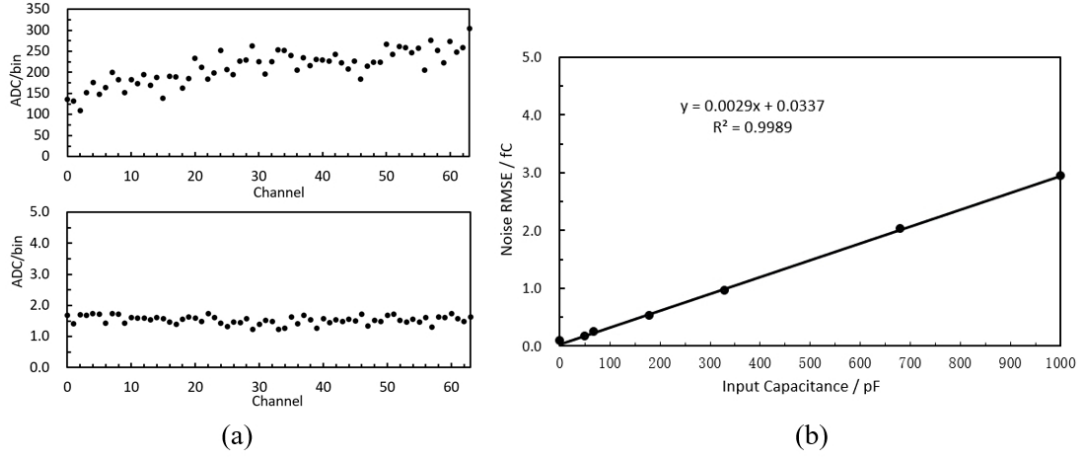 350
300
250
200
150
100
50
0
ADC/bin
0 10 20 30 40 50 60
Channel
5.0
4.0
3.0
2.0
1.0
0.0
ADC/bin
0 10 20 30 40 50 60
Channel
(a)
5.0
4.0
3.0
2.0
1.0
0.0
Noise RMSE / fC
y = 0.0029x + 0.0337
R² = 0.9989
0 100 200 300 400 500 600 700 800 900 1000
Input Capacitance / pF
(b)